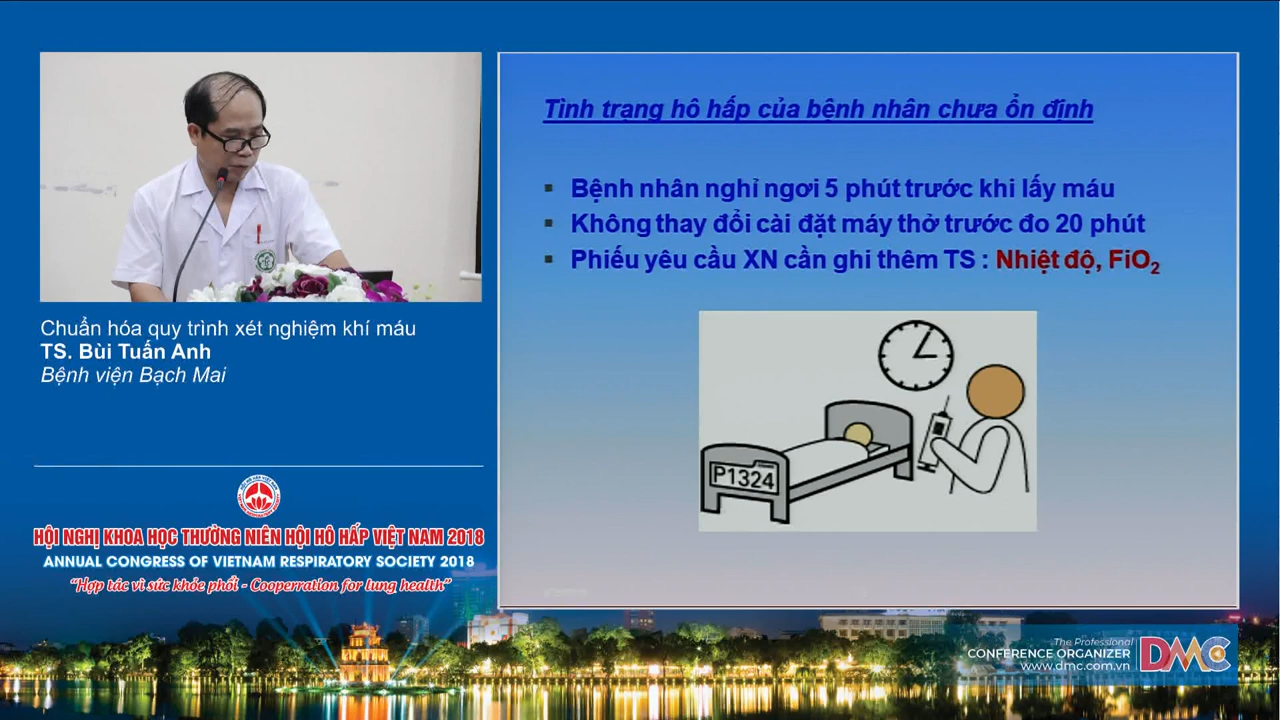 Tình trạng hô hấp của bệnh nhân chưa ổn định
▪ Bệnh nhân nghỉ ngơi 5 phút trước khi lấy máu
▪ Không thay đổi cài đặt máy thở trước đo 20 phút
▪ Phiếu yêu cầu XN cần ghi thêm TS : Nhiệt độ, FiO₂
P1324
Chuẩn hóa quy trình xét nghiệm khí máu
TS. Bùi Tuấn Anh
Bệnh viện Bạch Mai
HỘI NGHỊ KHOA HỌC THƯỜNG NIÊN HỘI HÔ HẤP VIỆT NAM 2018
ANNUAL CONGRESS OF VIETNAM RESPIRATORY SOCIETY 2018
“Hợp tác vì sức khỏe phổi - Cooperration for lung health”
The Professional
CONFERENCE ORGANIZER
www.dmc.com.vn
DMC